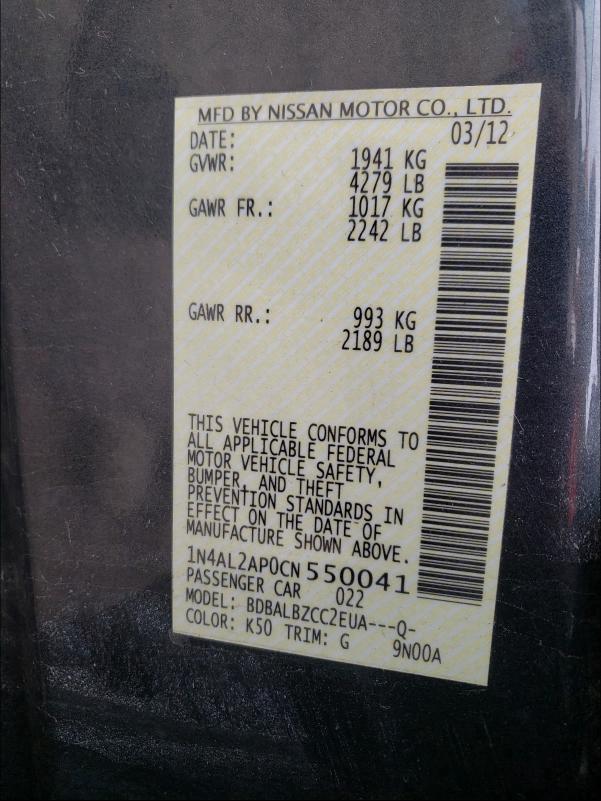 MFD BY NISSAN MOTOR CO., LTD.
DATE: 03/12
GVWR: 1941 KG
4279 LB
GAWR FR.: 1017 KG
2242 LB
GAWR RR.: 993 KG
2189 LB
THIS VEHICLE CONFORMS TO
ALL APPLICABLE FEDERAL
MOTOR VEHICLE SAFETY,
BUMPER, AND THEFT
PREVENTION STANDARDS IN
EFFECT ON THE DATE OF
MANUFACTURE SHOWN ABOVE.
1N4AL2AP0CN550041
PASSENGER CAR 022
MODEL: BDBALBZCC2EUA---Q-
COLOR: K50 TRIM: G 9N00A